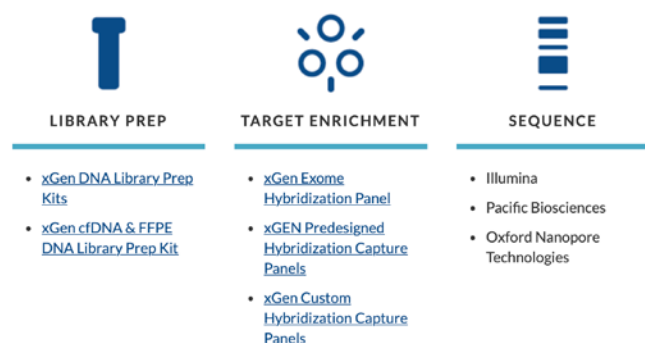 LIBRARY PREP
xGen DNA Library Prep
Kits
xGen cfDNA & FFPE
DNA Library Prep Kit
TARGET ENRICHMENT
xGen Exome
Hybridization Panel
xGEN Predesigned
Hybridization Capture
Panels
xGen Custom
Hybridization Capture
Panels
SEQUENCE
Illumina
Pacific Biosciences
Oxford Nanopore
Technologies